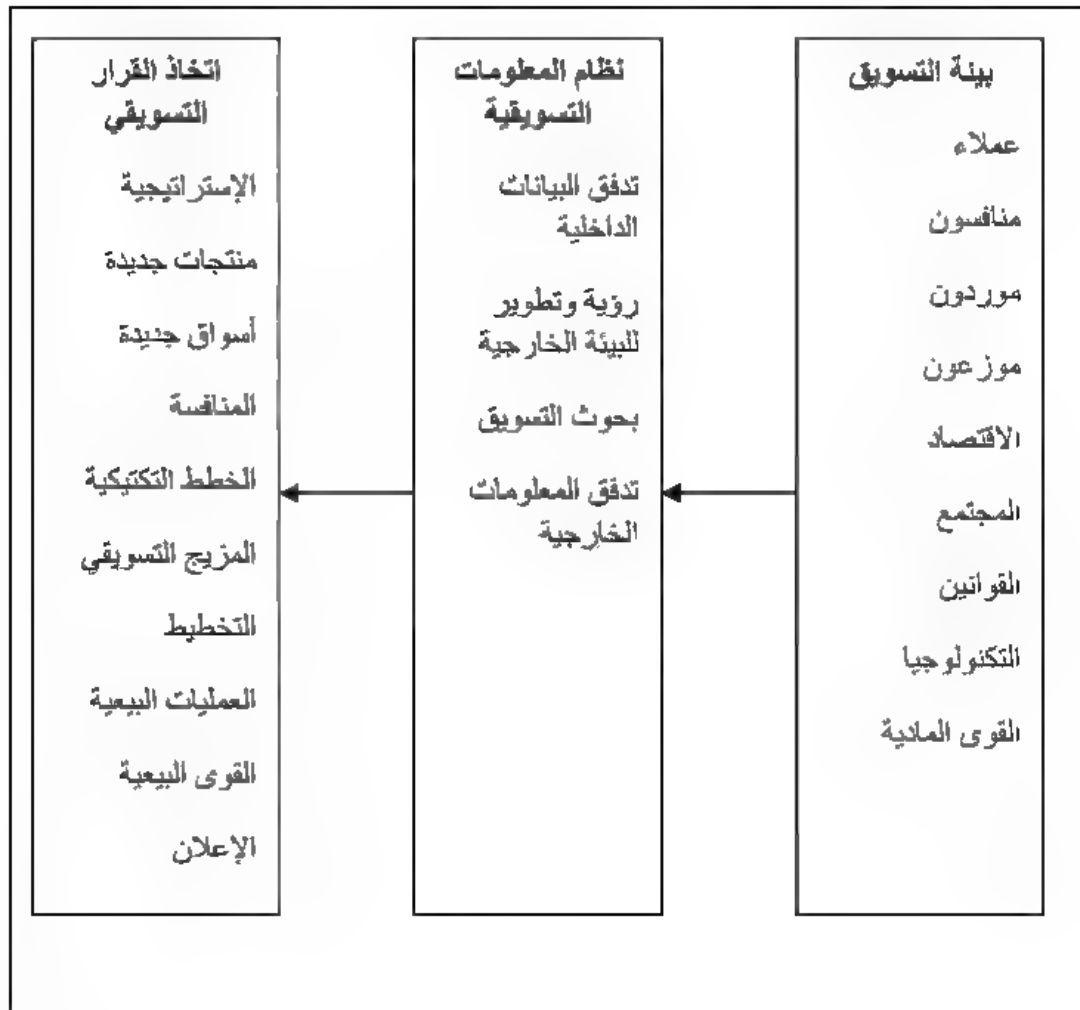 بيئة التسويق
عملاء
منافسون
موردون
موزعون
الاقتصاد
المجتمع
القوانين
التكنولوجيا
القوى المادية
نظام المعلومات
التسويقية
تدفق البيانات
الداخلية
رؤية وتطوير
للبيئة الخارجية
بحوث التسويق
تدفق المعلومات
الخارجية
اتخاذ القرار
التسويقي
الإستراتيجية
منتجات جديدة
أسواق جديدة
المنافسة
الخطط التكتيكية
المزيج التسويقي
التخطيط
العمليات البيعية
القوى البيعية
الإعلان